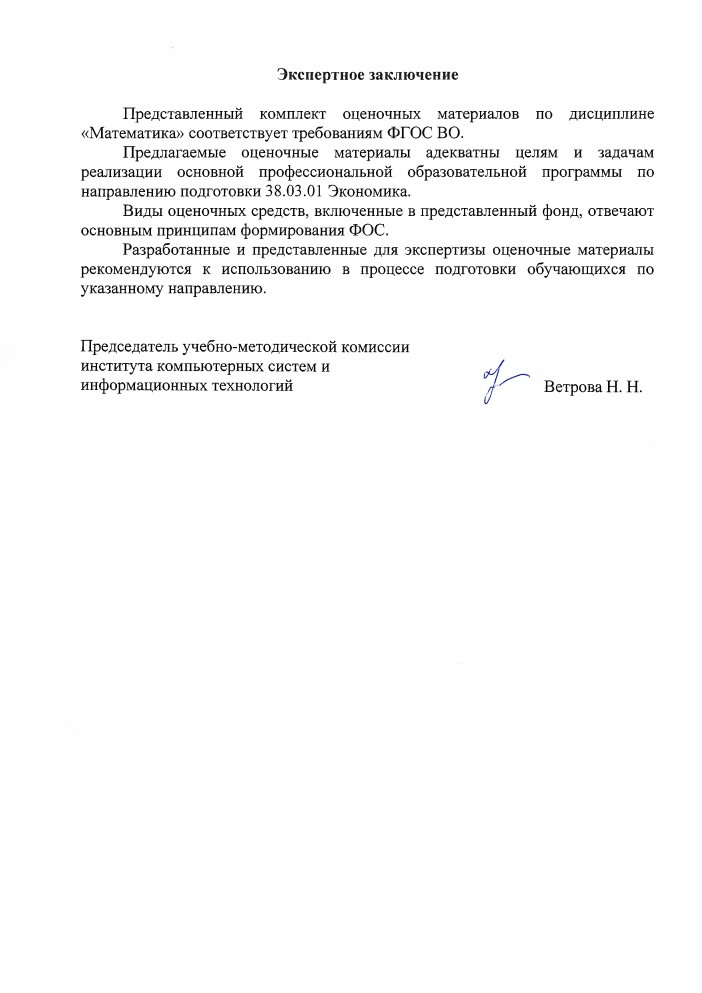 Экспертное заключение
Представленный комплект оценочных материалов по дисциплине
«Математика» соответствует требованиям ФГОС ВО.
Предлагаемые оценочные материалы адекватны целям и задачам
реализации основной профессиональной образовательной программы по
направлению подготовки 38.03.01 Экономика.
Виды оценочных средств, включенные в представленный фонд, отвечают
основным принципам формирования ФОС.
Разработанные и представленные для экспертизы оценочные материалы
рекомендуются к использованию в процессе подготовки обучающихся по
указанному направлению.
Председатель учебно-методической комиссии
института компьютерных систем и
информационных технологий
Ветрова Н. Н.